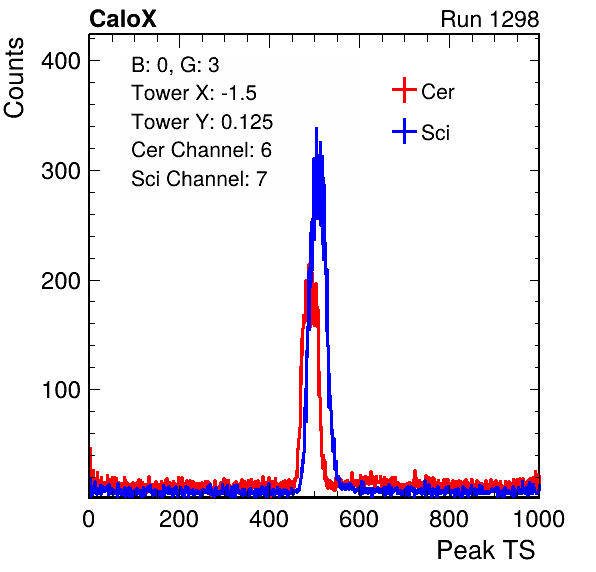 CaloX Run 1298
Counts
400
300
200
100
B: 0, G: 3
Tower X: -1.5
Tower Y: 0.125
Cer Channel: 6
Sci Channel: 7
Cer
Sci
0 200 400 600 800 1000
Peak TS